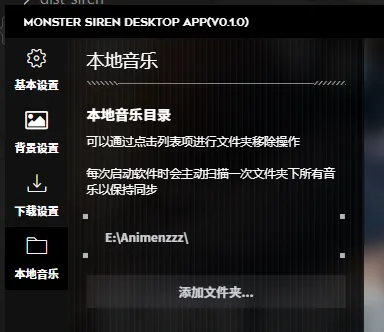 dist_siren
MONSTER SIREN DESKTOP APP(V0.1.0)
基本设置
背景设置
下载设置
本地音乐
本地音乐
本地音乐目录
可以通过点击列表项进行文件夹移除操作
每次启动软件时会主动扫描一次文件夹下所有音
乐以保持同步
E:\Animenzzz\
添加文件夹...